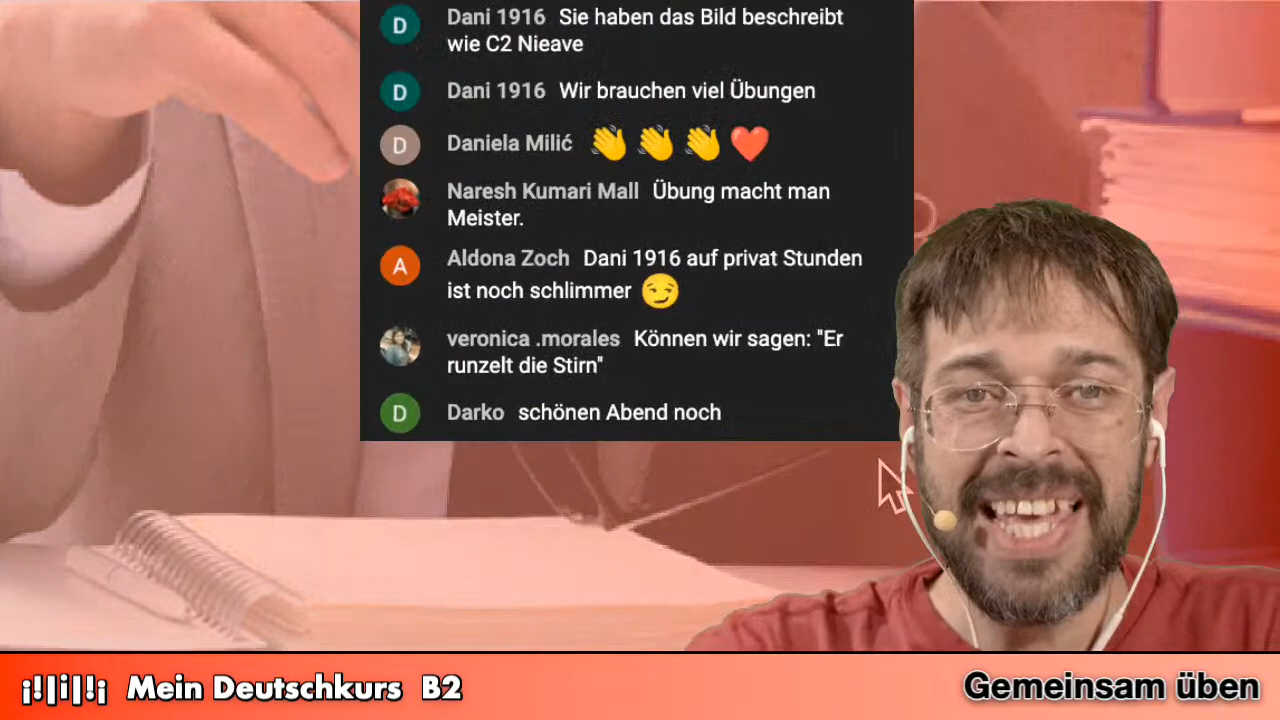 D Dani 1916 Sie haben das Bild beschreibt
wie C2 Nieave
D Dani 1916 Wir brauchen viel Übungen
D Daniela Milić 👋👋👋❤️
Naresh Kumari Mall Übung macht man
Meister.
A Aldona Zoch Dani 1916 auf privat Stunden
ist noch schlimmer 😏
veronica .morales Können wir sagen: "Er
runzelt die Stirn"
D Darko schönen Abend noch
Mein Deutschkurs B2
Gemeinsam üben